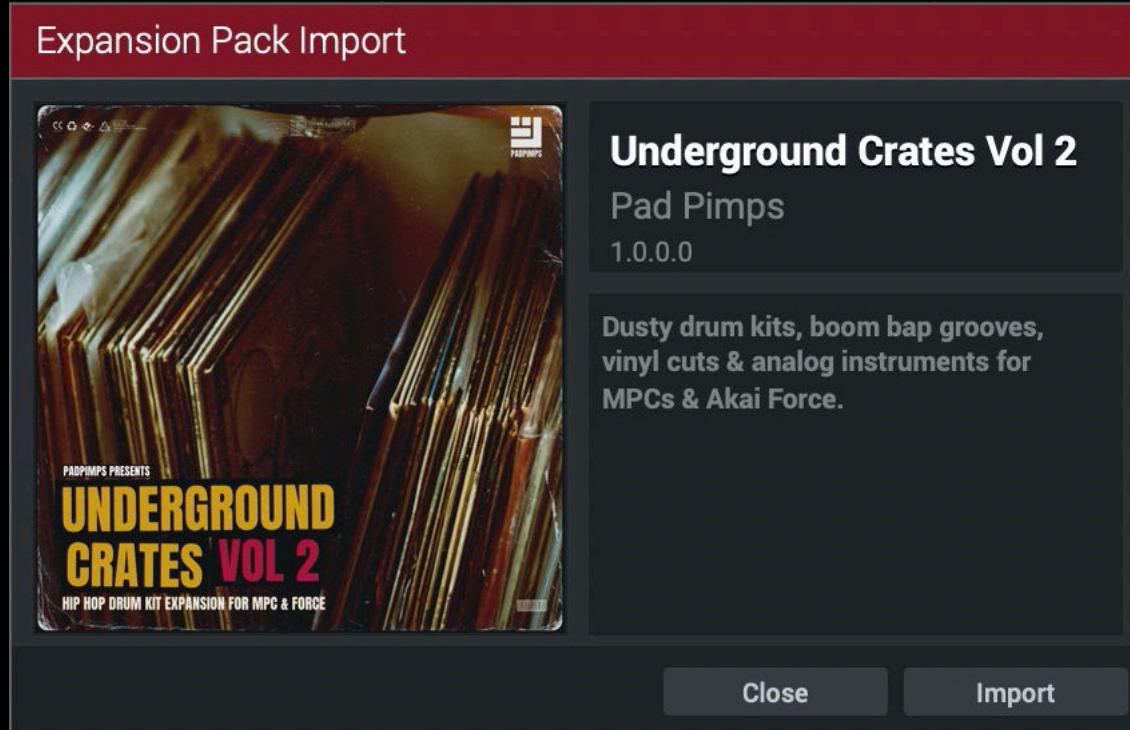 Expansion Pack Import
PADPIMPS
Underground Crates Vol 2
Pad Pimps
1.0.0.0
Dusty drum kits, boom bap grooves,
vinyl cuts & analog instruments for
MPCs & Akai Force.
PADPIMPS PRESENTS
UNDERGROUND
CRATES VOL 2
HIP HOP DRUM KIT EXPANSION FOR MPC & FORCE
Close
Import